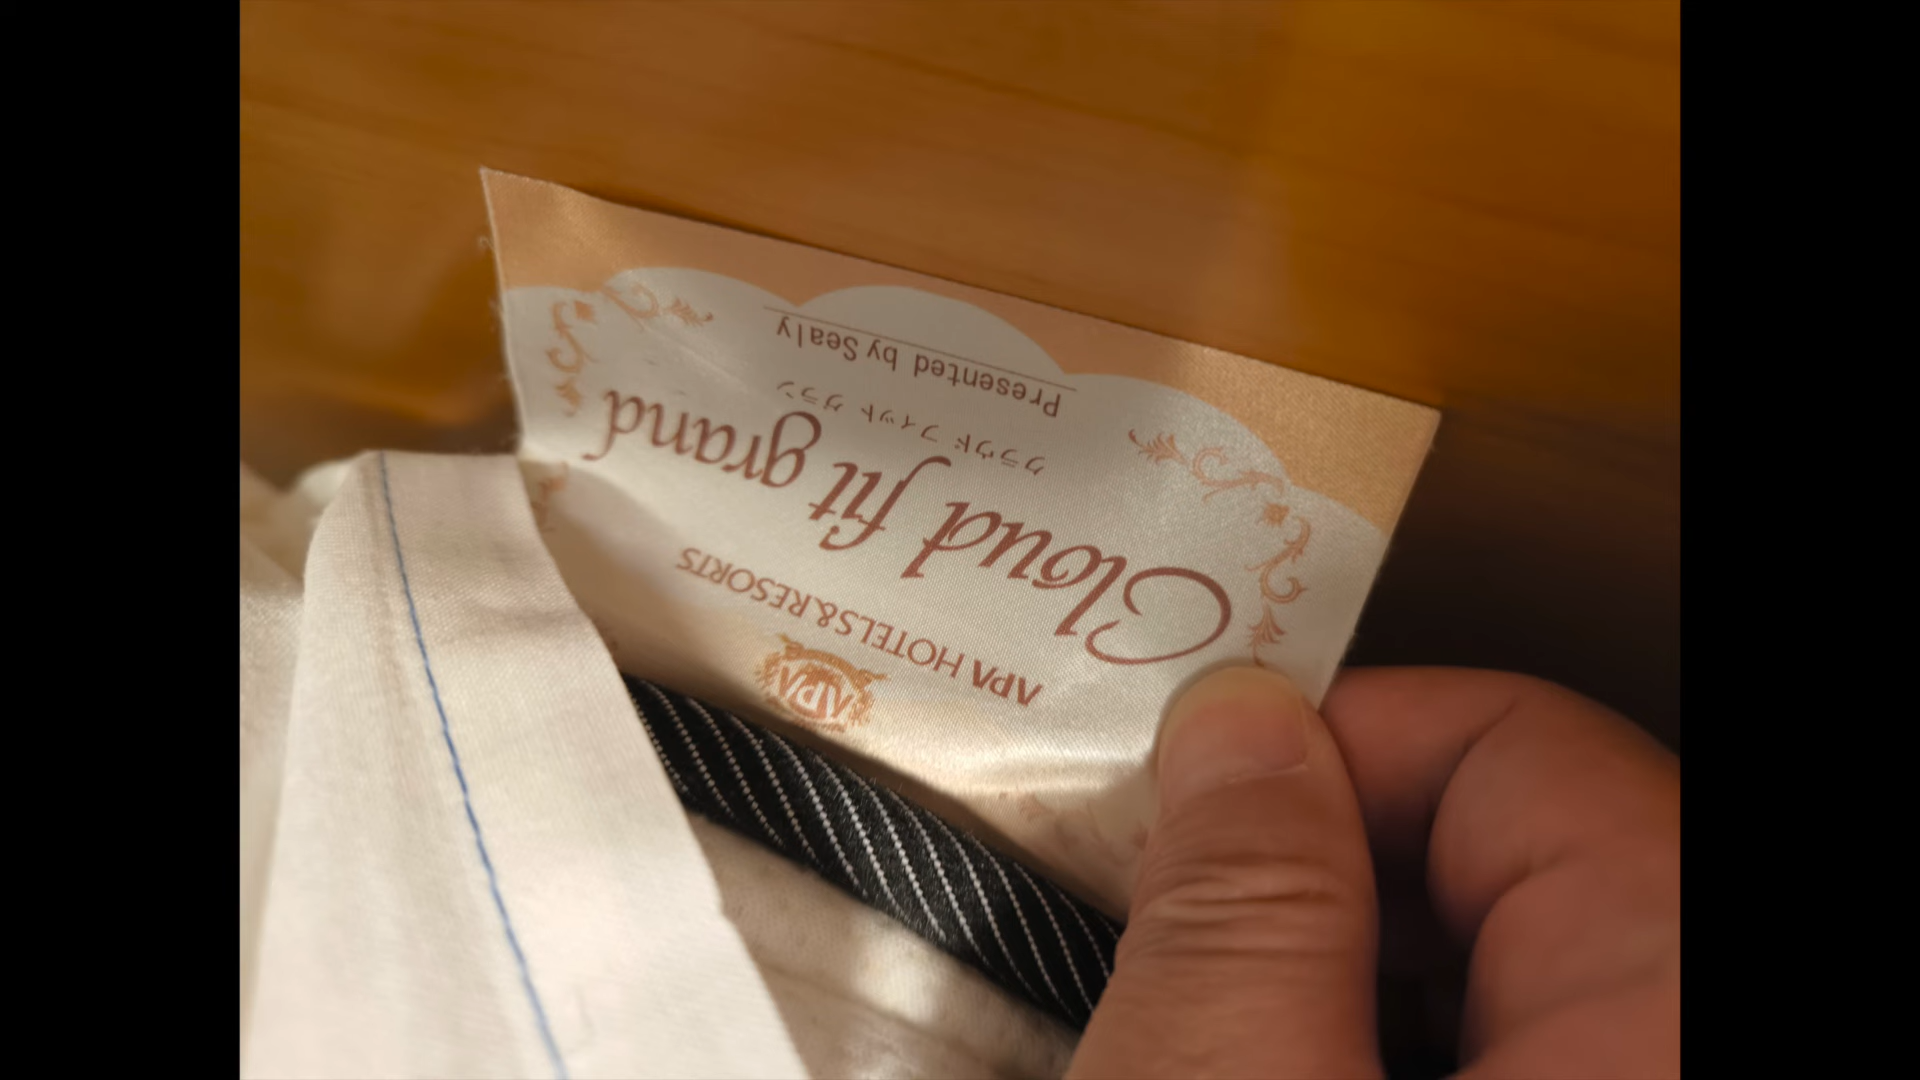 APA
APA HOTELS&RESORTS
Cloud fit grand
クラウド フィット グラン
Presented by Sealy